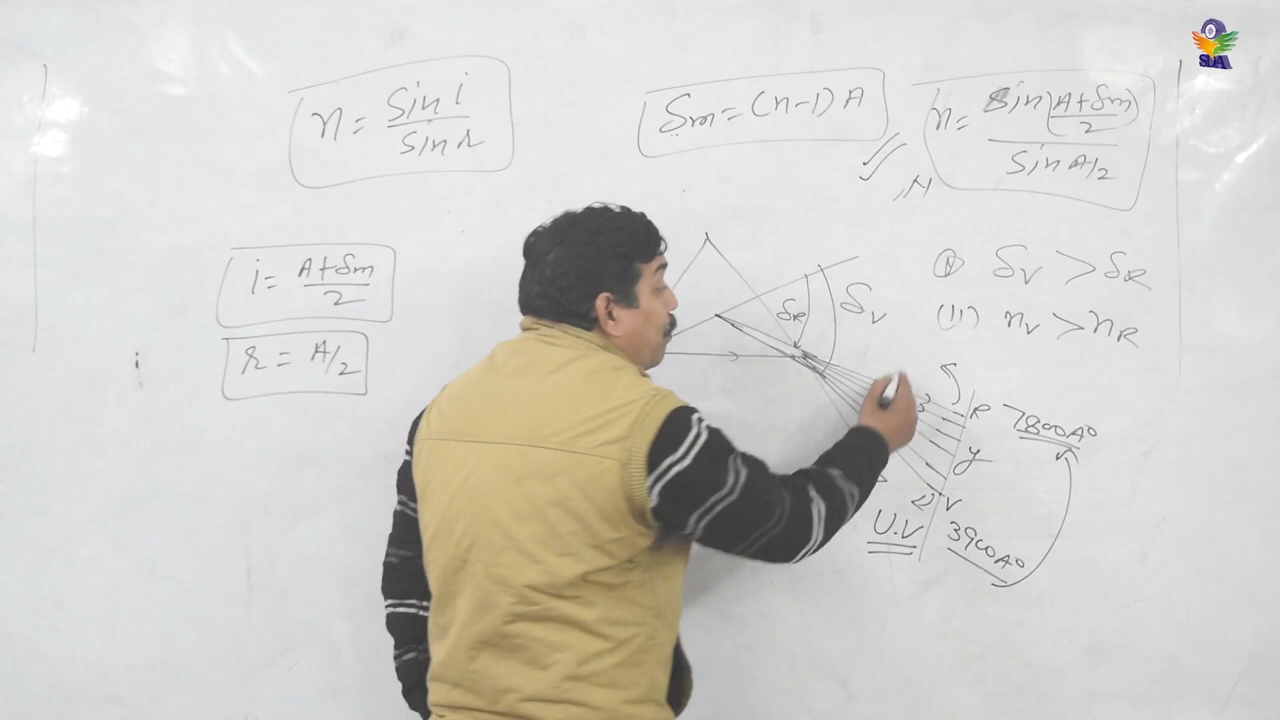 n = sin i / sin r
δm = (n-1) A
n = sin (A+δm / 2) / sin A/2
i = A+δm / 2
r = A/2
(i) δv > δR
(ii) nv > nR
δR
δv
R 7800A°
y
V
U.V
3900A°
SDA